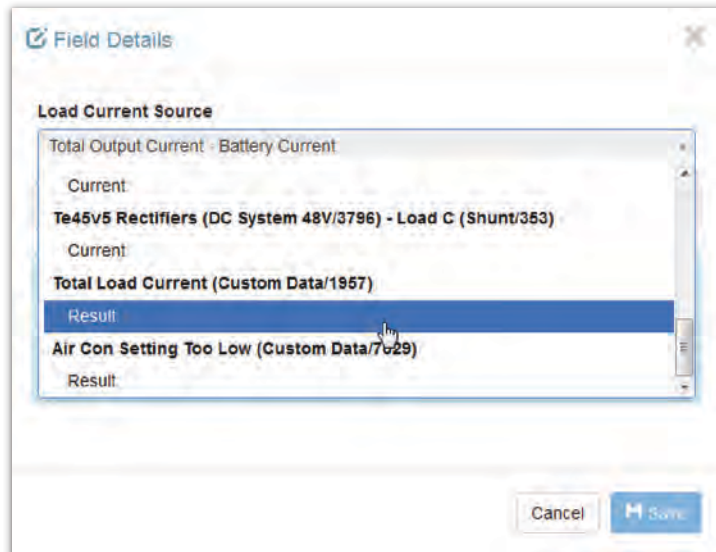 Field Details
Load Current Source
Total Output Current - Battery Current
Current
Te45v5 Rectifiers (DC System 48V/3796) - Load C (Shunt/353)
Current
Total Load Current (Custom Data/1957)
Result
Air Con Setting Too Low (Custom Data/7029)
Result
Cancel
Save